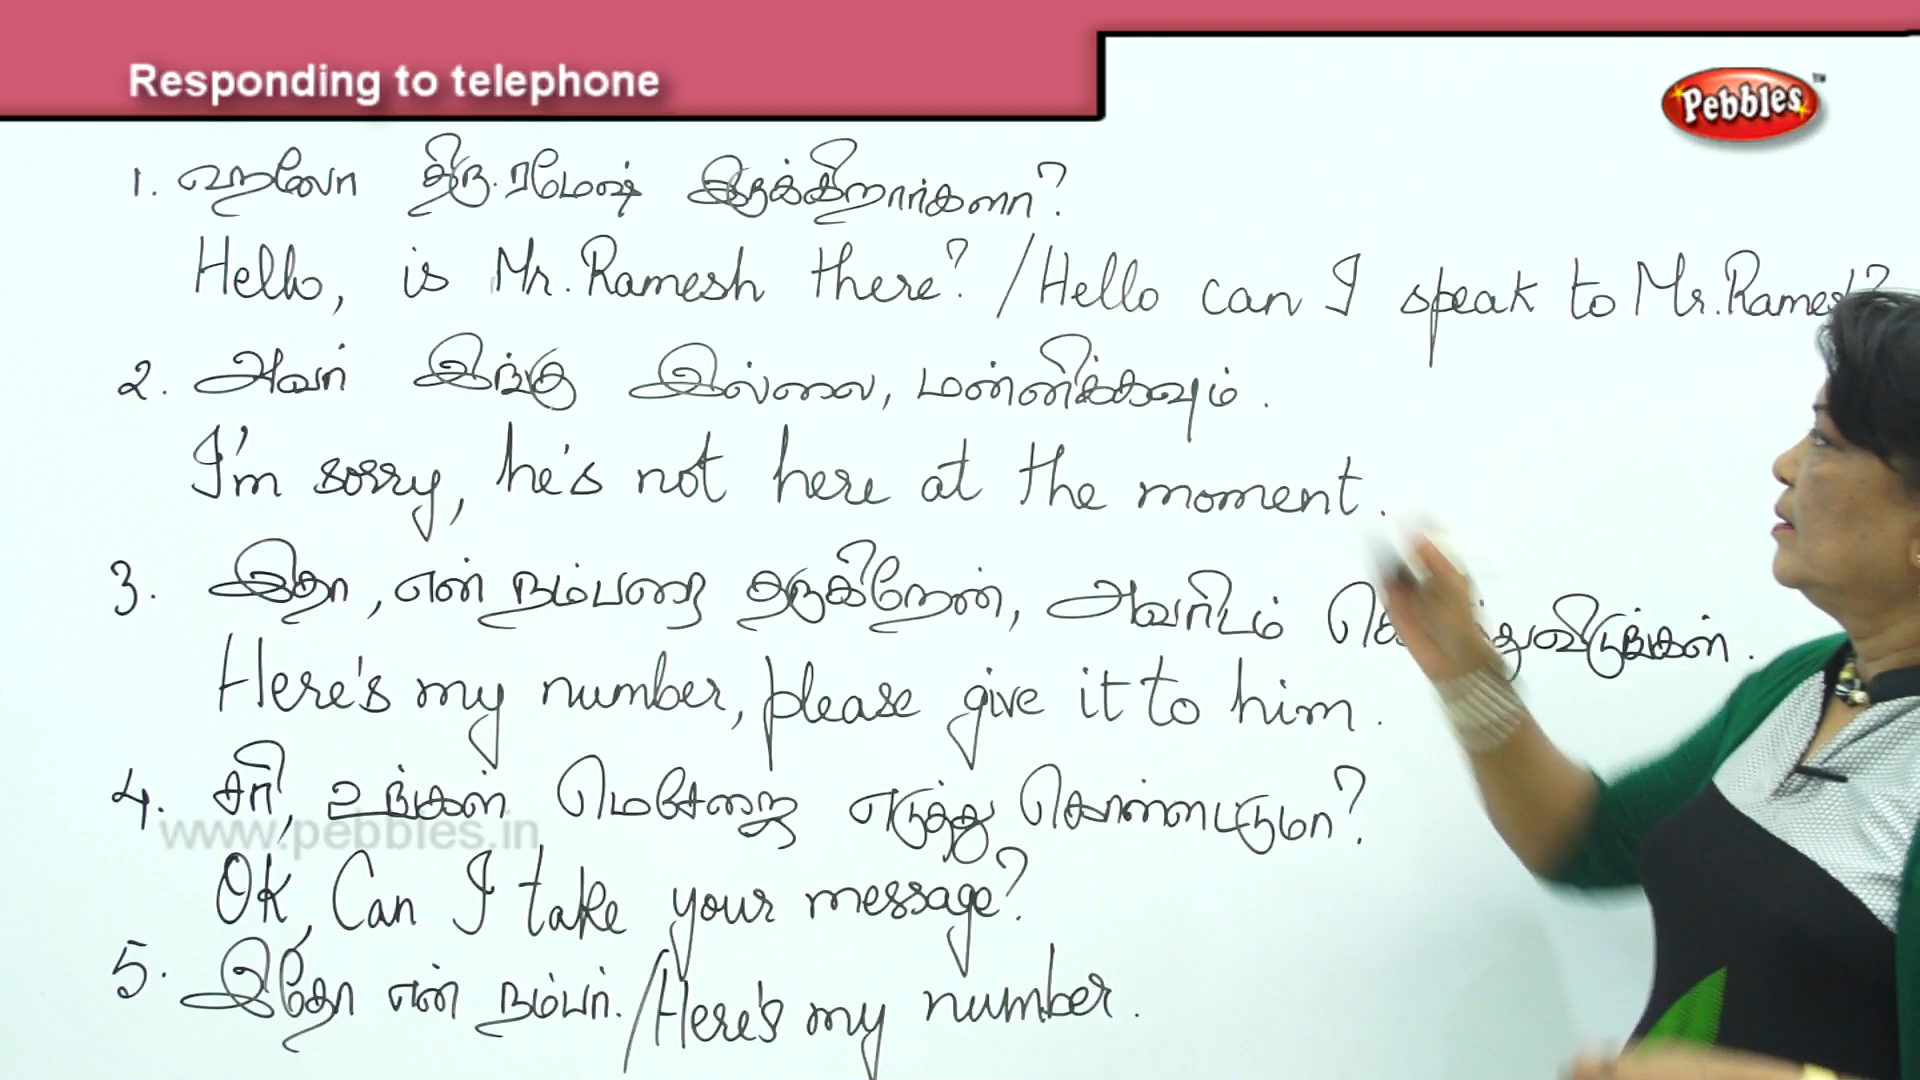 Responding to telephone
Pebbles™
1. ஹலோ திரு.ரமேஷ் இருக்கிறார்களா?
Hello, is Mr. Ramesh there? / Hello can I speak to Mr. Ramesh?
2. அவர் இங்கு இல்லை, மன்னிக்கவும்.
I'm sorry, he's not here at the moment.
3. இதோ, என் நம்பரை தருகிறேன், அவரிடம்
Here's my number, please give it to him.
4. சரி, உங்கள் மெசேஜை எடுத்து கொள்ளட்டுமா?
www.pebbles.in
OK, Can I take your message?
5. இதோ என் நம்பர். / Here's my number.